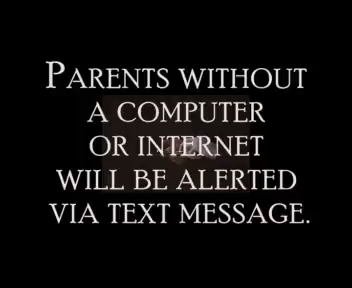 PARENTS WITHOUT
A COMPUTER
OR INTERNET
WILL BE ALERTED
VIA TEXT MESSAGE.